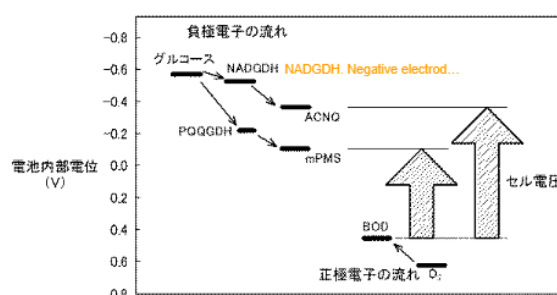 負極電子の流れ
グルコース
NADGDH
NADGDH. Negative electrod…
ACNQ
PQQGDH
mPMS
電池内部電位
(V)
セル電圧
BOD
正極電子の流れ
O₂
−0.8
−0.6
−0.4
−0.2
0.0
0.2
0.4
0.6
0.8